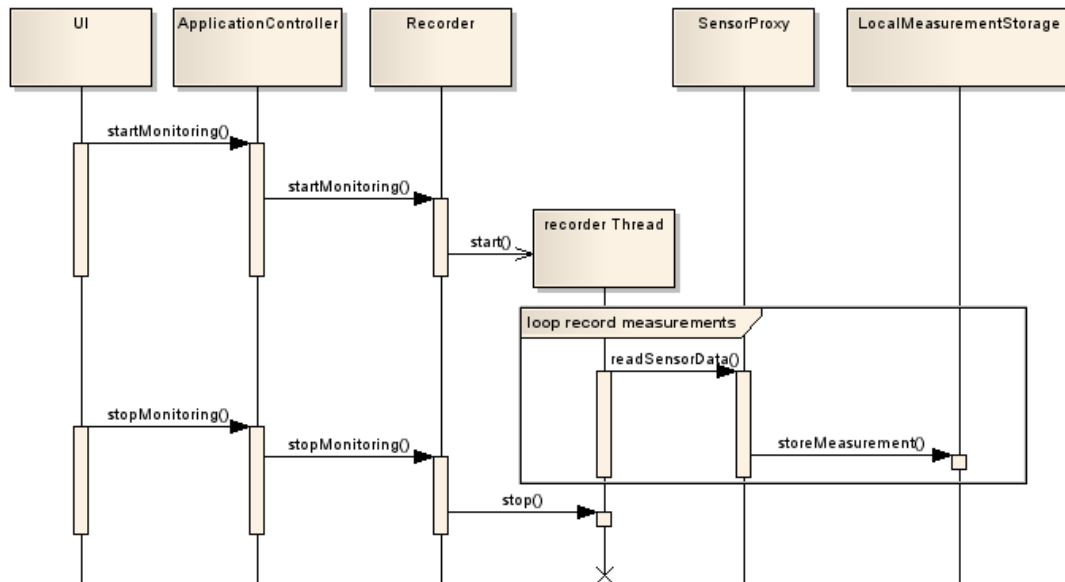 UI
ApplicationController
Recorder
SensorProxy
LocalMeasurementStorage
startMonitoring()
startMonitoring()
recorder Thread
start()
loop record measurements
readSensorData()
stopMonitoring()
stopMonitoring()
storeMeasurement()
stop()